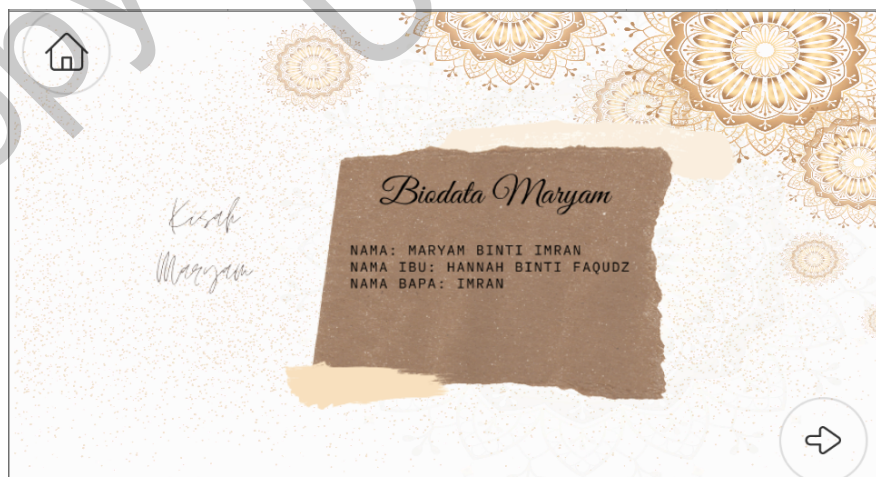 Kisah
Maryam
Biodata Maryam
NAMA: MARYAM BINTI IMRAN
NAMA IBU: HANNAH BINTI FAQUDZ
NAMA BAPA: IMRAN